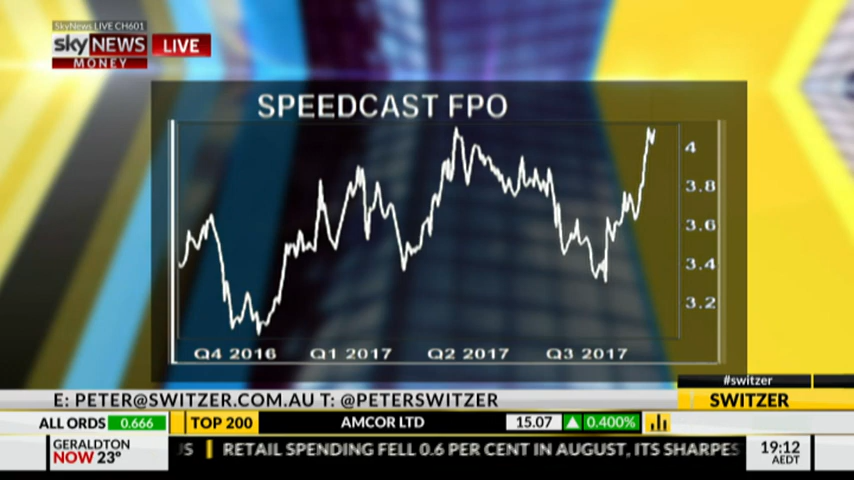 SkyNews LIVE CH601
sky NEWS LIVE
MONEY
SPEEDCAST FPO
4
3.8
3.6
3.4
3.2
Q4 2016 Q1 2017 Q2 2017 Q3 2017
#switzer
E: PETER@SWITZER.COM.AU T: @PETERSWITZER SWITZER
ALL ORDS 0.666 TOP 200 AMCOR LTD 15.07 0.400%
GERALDTON
NOW 23º
RETAIL SPENDING FELL 0.6 PER CENT IN AUGUST, ITS SHARPES
19:12
AEDT